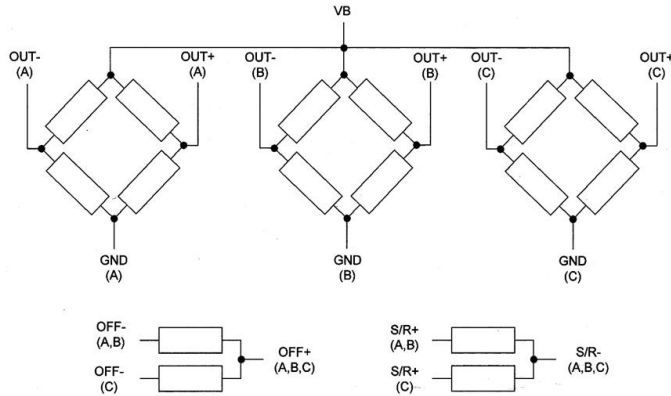 VB
OUT-
(A)
OUT+
(A)
OUT-
(B)
OUT+
(B)
OUT-
(C)
OUT+
(C)
GND
(A)
GND
(B)
GND
(C)
OFF-
(A,B)
OFF+
(A,B,C)
OFF-
(C)
S/R+
(A,B)
S/R-
(A,B,C)
S/R+
(C)